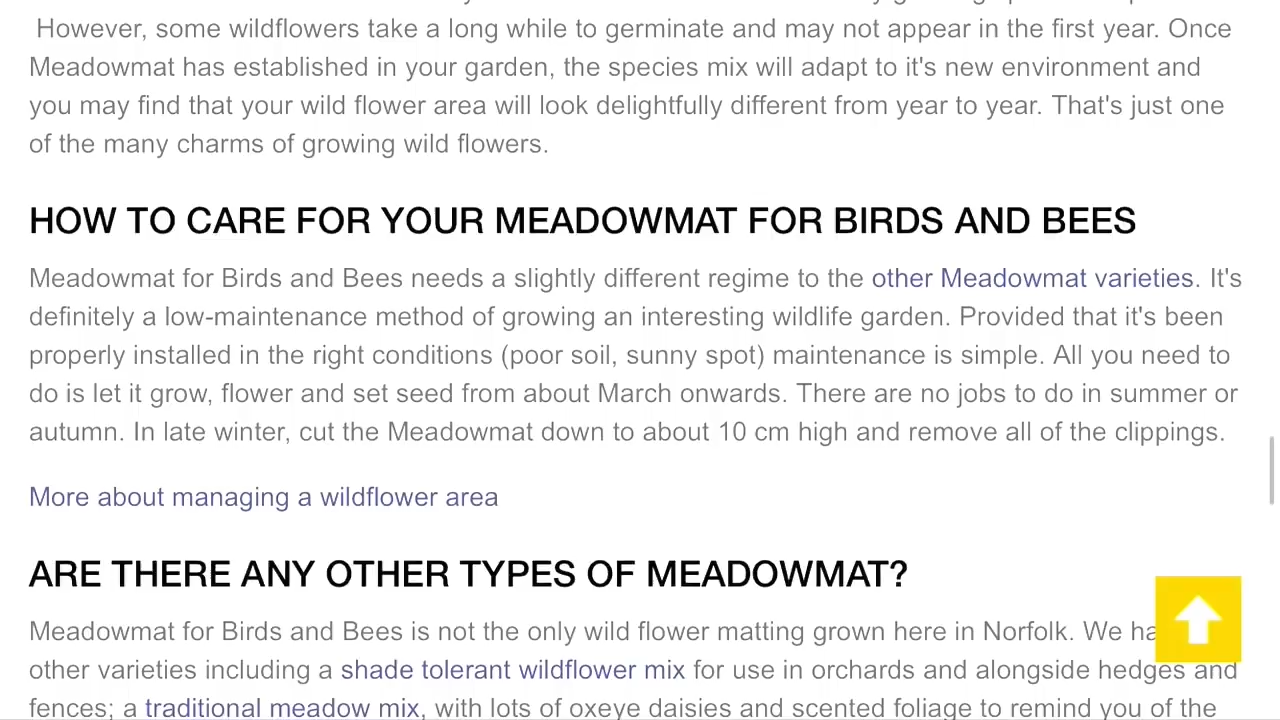 However, some wildflowers take a long while to germinate and may not appear in the first year. Once
Meadowmat has established in your garden, the species mix will adapt to it's new environment and
you may find that your wild flower area will look delightfully different from year to year. That's just one
of the many charms of growing wild flowers.
HOW TO CARE FOR YOUR MEADOWMAT FOR BIRDS AND BEES
Meadowmat for Birds and Bees needs a slightly different regime to the other Meadowmat varieties. It's
definitely a low-maintenance method of growing an interesting wildlife garden. Provided that it's been
properly installed in the right conditions (poor soil, sunny spot) maintenance is simple. All you need to
do is let it grow, flower and set seed from about March onwards. There are no jobs to do in summer or
autumn. In late winter, cut the Meadowmat down to about 10 cm high and remove all of the clippings.
More about managing a wildflower area
ARE THERE ANY OTHER TYPES OF MEADOWMAT?
Meadowmat for Birds and Bees is not the only wild flower matting grown here in Norfolk. We
other varieties including a shade tolerant wildflower mix for use in orchards and alongside hedges and
fences; a traditional meadow mix, with lots of oxeye daisies and scented foliage to remind you of the